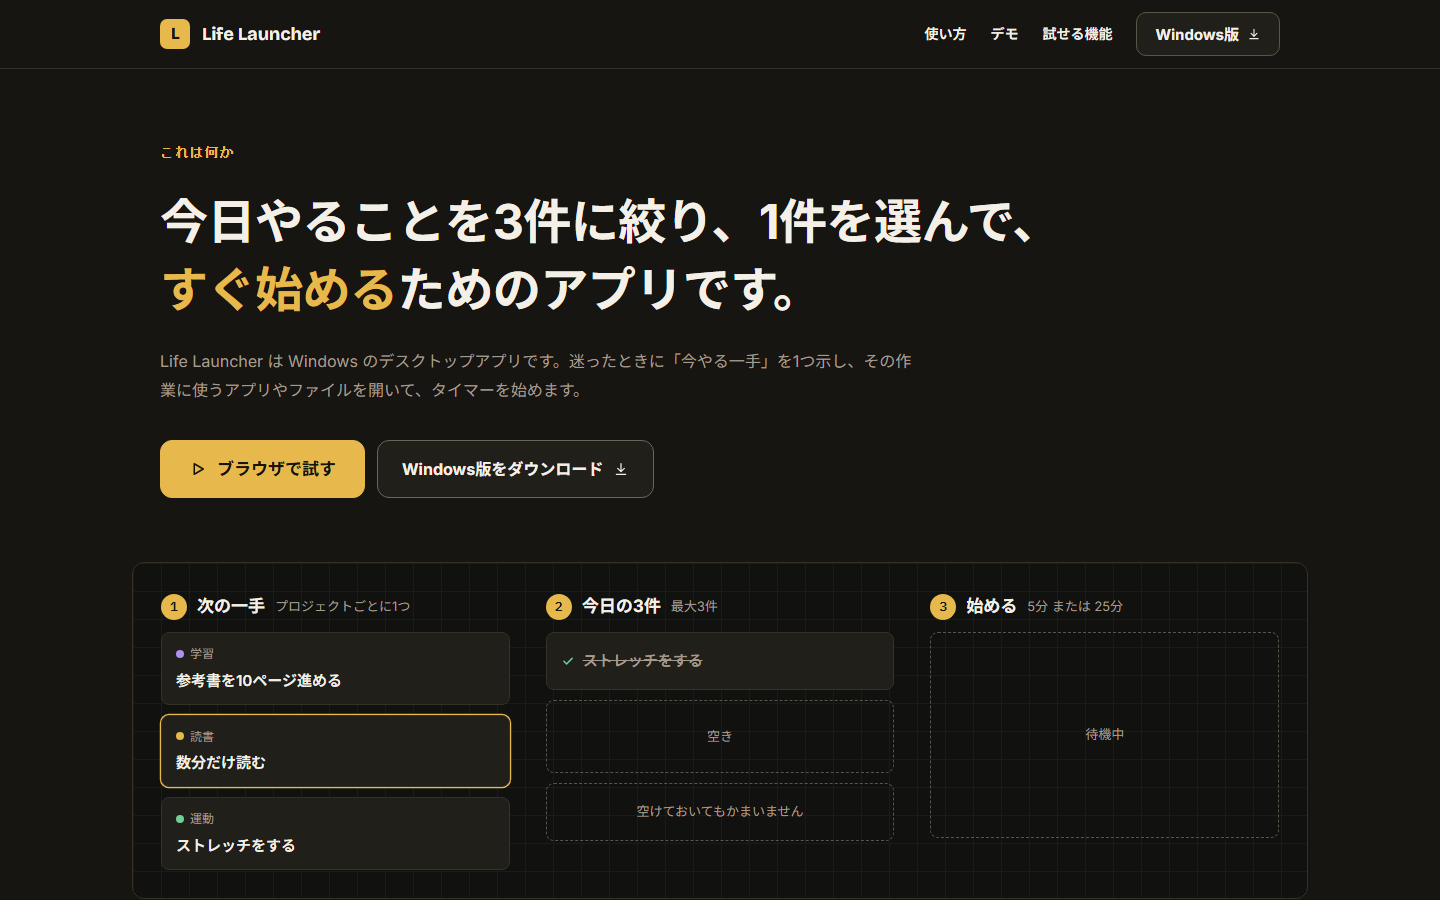 L Life Launcher
使い方 デモ 試せる機能 Windows版
これは何か
今日やることを3件に絞り、1件を選んで、
すぐ始めるためのアプリです。
Life Launcher は Windows のデスクトップアプリです。迷ったときに「今やる一手」を1つ示し、その作
業に使うアプリやファイルを開いて、タイマーを始めます。
ブラウザで試す
Windows版をダウンロード
1 次の一手 プロジェクトごとに1つ
学習
参考書を10ページ進める
読書
数分だけ読む
運動
ストレッチをする
2 今日の3件 最大3件
ストレッチをする
空き
空けておいてもかまいません
3 始める 5分 または 25分
待機中